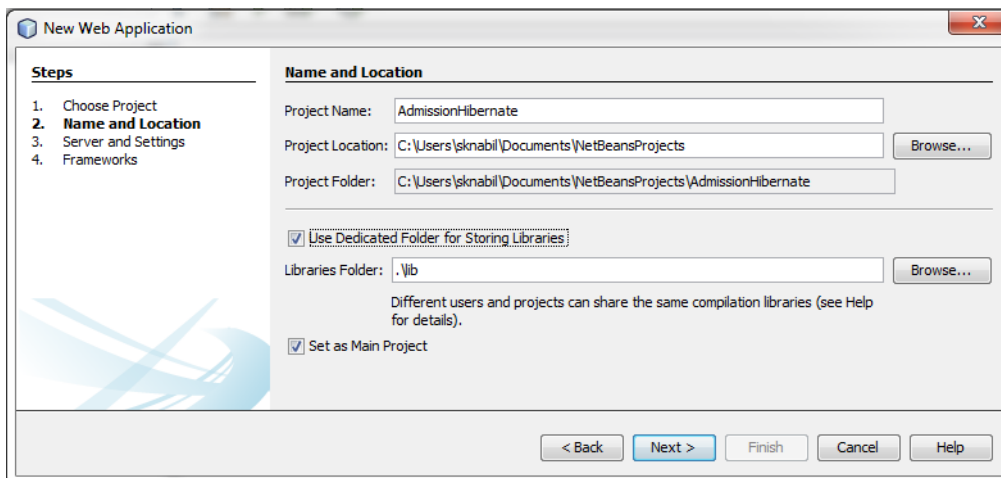 New Web Application
Steps
1. Choose Project
2. Name and Location
3. Server and Settings
4. Frameworks
Name and Location
Project Name: AdmissionHibernate
Project Location: C:\Users\sknabil\Documents\NetBeansProjects Browse...
Project Folder: C:\Users\sknabil\Documents\NetBeansProjects\AdmissionHibernate
Use Dedicated Folder for Storing Libraries
Libraries Folder: .\lib Browse...
Different users and projects can share the same compilation libraries (see Help
for details).
Set as Main Project
< Back Next > Finish Cancel Help